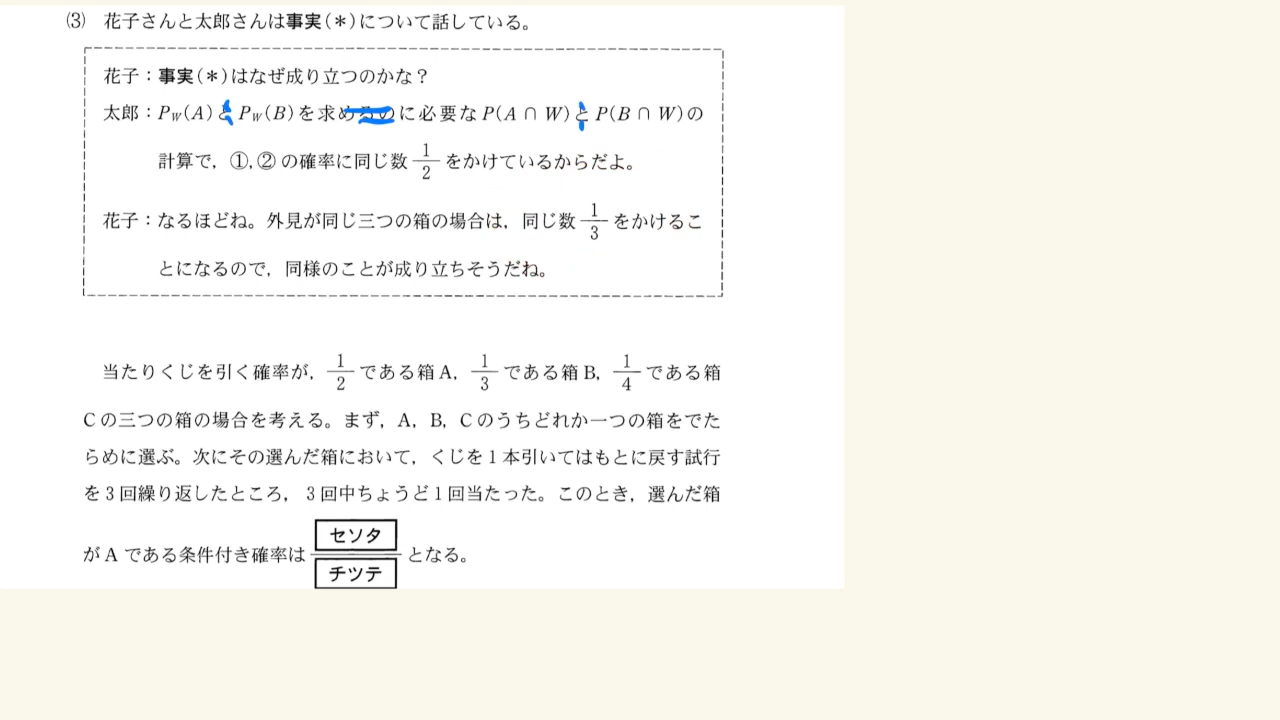 (3) 花子さんと太郎さんは事実(*)について話している。
花子：事実(*)はなぜ成り立つのかな？
太郎：P_W(A)とP_W(B)を求めるのに必要なP(A∩W)とP(B∩W)の
計算で，①，②の確率に同じ数1/2をかけているからだよ。
花子：なるほどね。外見が同じ三つの箱の場合は，同じ数1/3をかけるこ
とになるので，同様のことが成り立ちそうだね。
当たりくじを引く確率が，1/2である箱A，1/3である箱B，1/4である箱
Cの三つの箱の場合を考える。まず，A，B，Cのうちどれか一つの箱をでた
らめに選ぶ。次にその選んだ箱において，くじを1本引いてはもとに戻す試行
を3回繰り返したところ，3回中ちょうど1回当たった。このとき，選んだ箱
がAである条件付き確率は セソタ/チツテ となる。